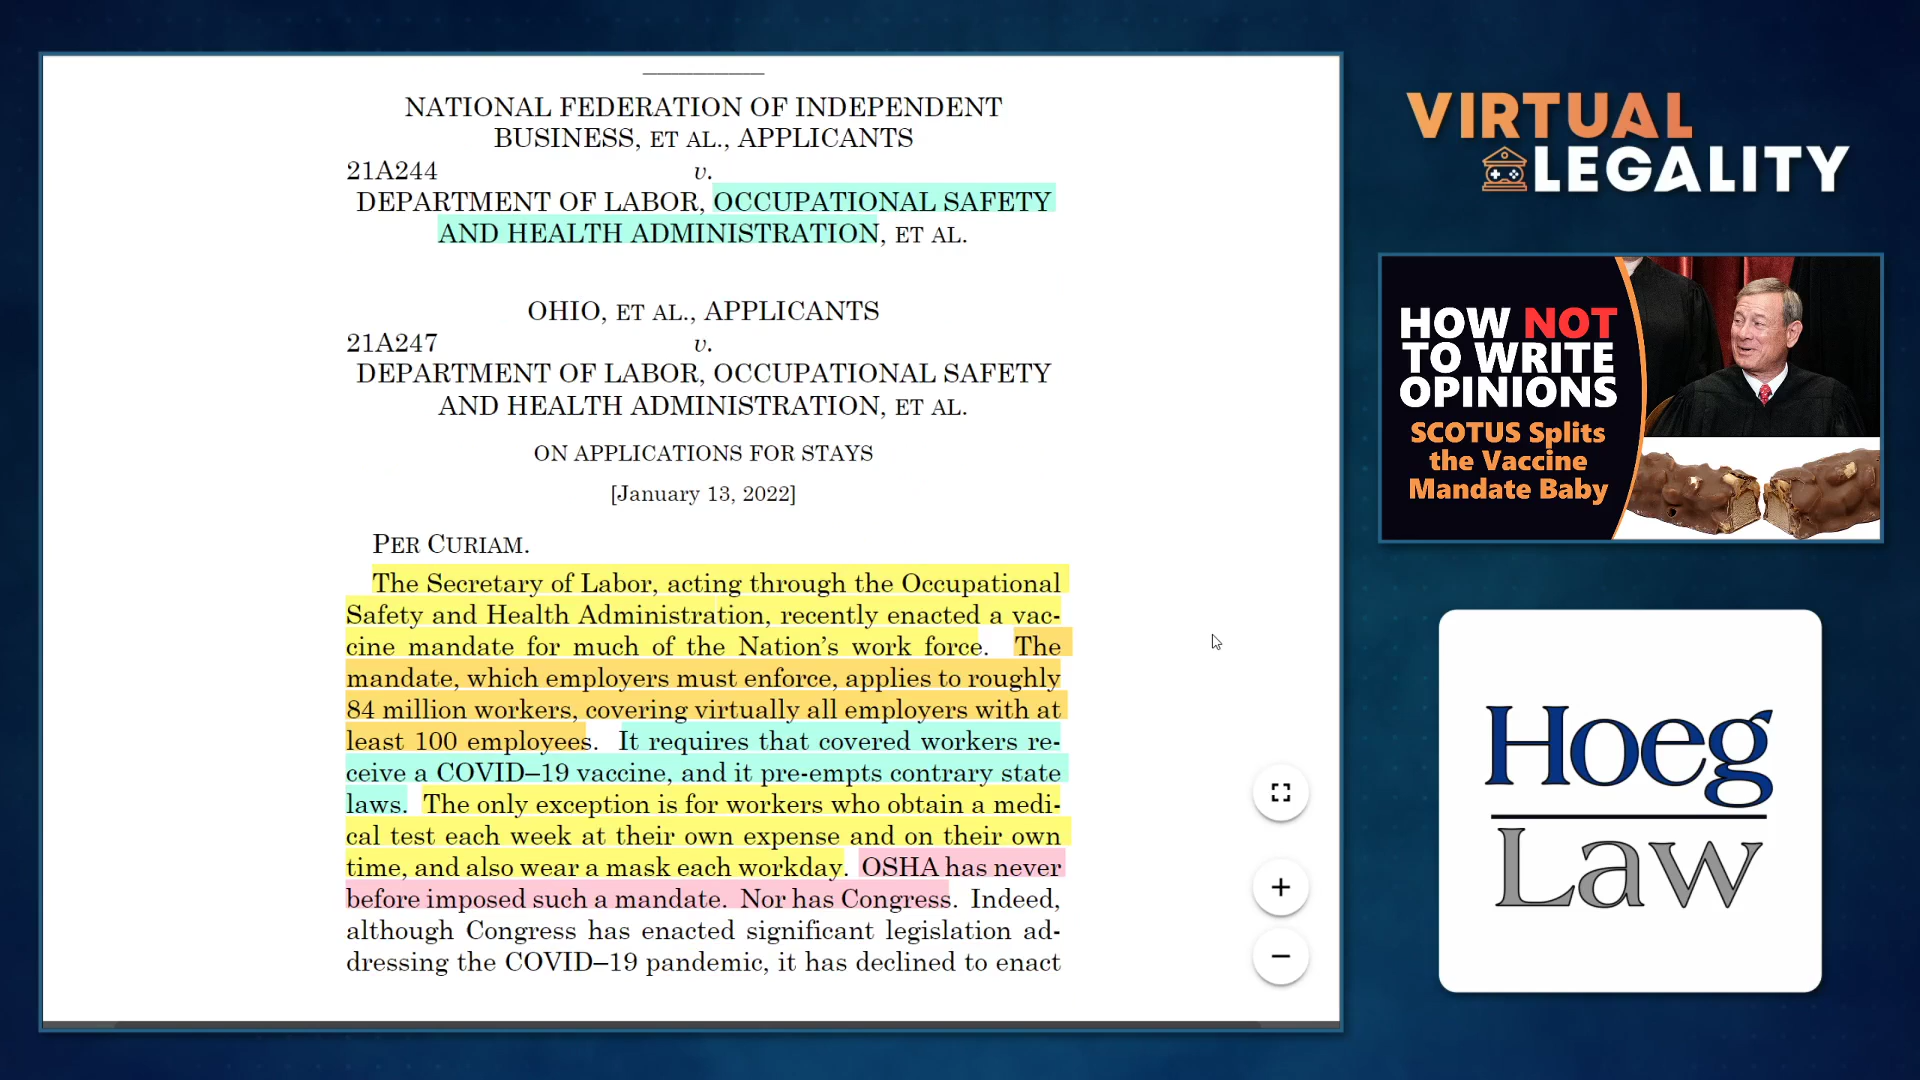 NATIONAL FEDERATION OF INDEPENDENT
BUSINESS, ET AL., APPLICANTS
21A244 v.
DEPARTMENT OF LABOR, OCCUPATIONAL SAFETY
AND HEALTH ADMINISTRATION, ET AL.
OHIO, ET AL., APPLICANTS
21A247 v.
DEPARTMENT OF LABOR, OCCUPATIONAL SAFETY
AND HEALTH ADMINISTRATION, ET AL.
ON APPLICATIONS FOR STAYS
[January 13, 2022]
PER CURIAM.
The Secretary of Labor, acting through the Occupational
Safety and Health Administration, recently enacted a vac-
cine mandate for much of the Nation's work force. The
mandate, which employers must enforce, applies to roughly
84 million workers, covering virtually all employers with at
least 100 employees. It requires that covered workers re-
ceive a COVID–19 vaccine, and it pre-empts contrary state
laws. The only exception is for workers who obtain a medi-
cal test each week at their own expense and on their own
time, and also wear a mask each workday. OSHA has never
before imposed such a mandate. Nor has Congress. Indeed,
although Congress has enacted significant legislation ad-
dressing the COVID–19 pandemic, it has declined to enact
VIRTUAL
LEGALITY
HOW NOT
TO WRITE
OPINIONS
SCOTUS Splits
the Vaccine
Mandate Baby
Hoeg
Law